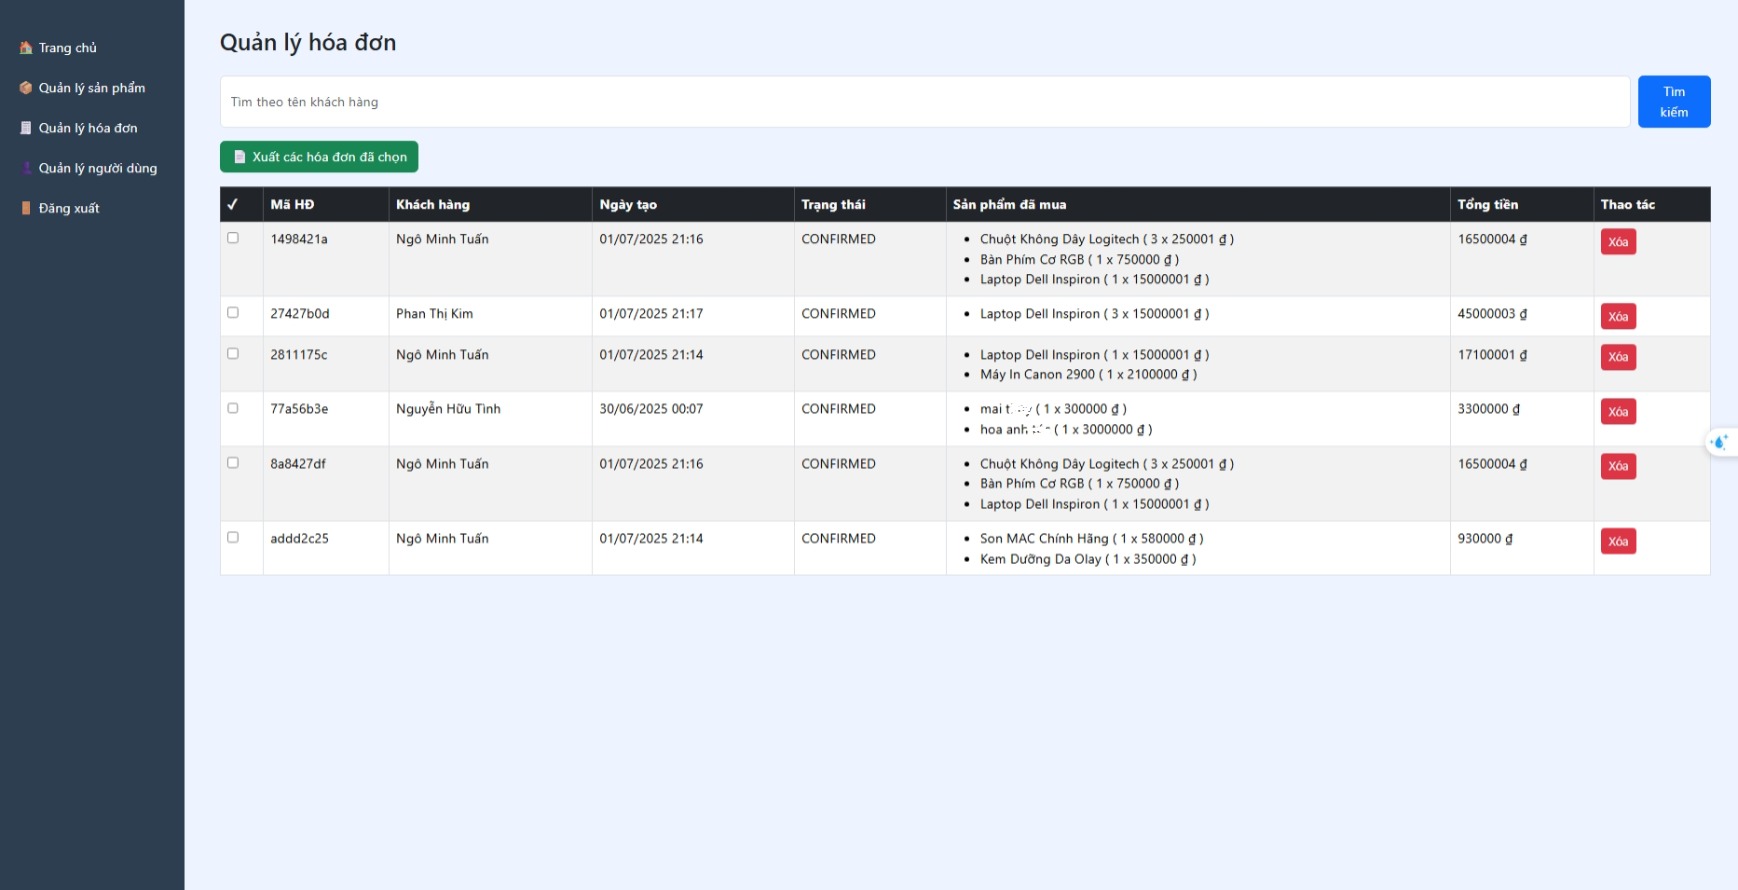 Trang chủ
Quản lý sản phẩm
Quản lý hóa đơn
Quản lý người dùng
Đăng xuất
Quản lý hóa đơn
Tìm theo tên khách hàng
Tìm
kiếm
Xuất các hóa đơn đã chọn
✓ Mã HĐ Khách hàng Ngày tạo Trạng thái Sản phẩm đã mua Tổng tiền Thao tác
1498421a Ngô Minh Tuấn 01/07/2025 21:16 CONFIRMED • Chuột Không Dây Logitech ( 3 x 250001 ₫ ) 16500004 ₫ Xóa
• Bàn Phím Cơ RGB ( 1 x 750000 ₫ )
• Laptop Dell Inspiron ( 1 x 15000001 ₫ )
27427b0d Phan Thị Kim 01/07/2025 21:17 CONFIRMED • Laptop Dell Inspiron ( 3 x 15000001 ₫ ) 45000003 ₫ Xóa
2811175c Ngô Minh Tuấn 01/07/2025 21:14 CONFIRMED • Laptop Dell Inspiron ( 1 x 15000001 ₫ ) 17100001 ₫ Xóa
• Máy In Canon 2900 ( 1 x 2100000 ₫ )
77a56b3e Nguyễn Hữu Tình 30/06/2025 00:07 CONFIRMED • mai ( 1 x 300000 ₫ ) 3300000 ₫ Xóa
• hoa anh ( 1 x 3000000 ₫ )
8a8427df Ngô Minh Tuấn 01/07/2025 21:16 CONFIRMED • Chuột Không Dây Logitech ( 3 x 250001 ₫ ) 16500004 ₫ Xóa
• Bàn Phím Cơ RGB ( 1 x 750000 ₫ )
• Laptop Dell Inspiron ( 1 x 15000001 ₫ )
addd2c25 Ngô Minh Tuấn 01/07/2025 21:14 CONFIRMED • Son MAC Chính Hãng ( 1 x 580000 ₫ ) 930000 ₫ Xóa
• Kem Dưỡng Da Olay ( 1 x 350000 ₫ )